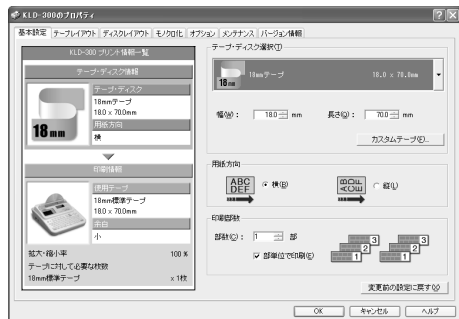 KLD-300のプロパティ
基本設定 テープレイアウト ディスクレイアウト モノクロ化 オプション メンテナンス バージョン情報
KLD-300 プリント情報一覧
テープ・ディスク情報
テープ・ディスク
18mmテープ
18.0 × 70.0mm
用紙方向
横
18mm
印刷情報
使用テープ
18mm標準テープ
18.0 × 70.0mm
余白
小
拡大・縮小率 100 %
テープに対して必要な枚数
18mm標準テープ × 1枚
テープ・ディスク選択(T)
18mm
18mmテープ 18.0 x 70.0mm
幅(W): 18.0 mm 長さ(Q): 70.0 mm
カスタムテープ(F)...
用紙方向
ABC
DEF
横(B)
ABC
DEF
縦(L)
印刷部数
部数(C): 1 部
部単位で印刷(E)
3
2
1
3
2
1
変更前の設定に戻す(X)
OK キャンセル ヘルプ